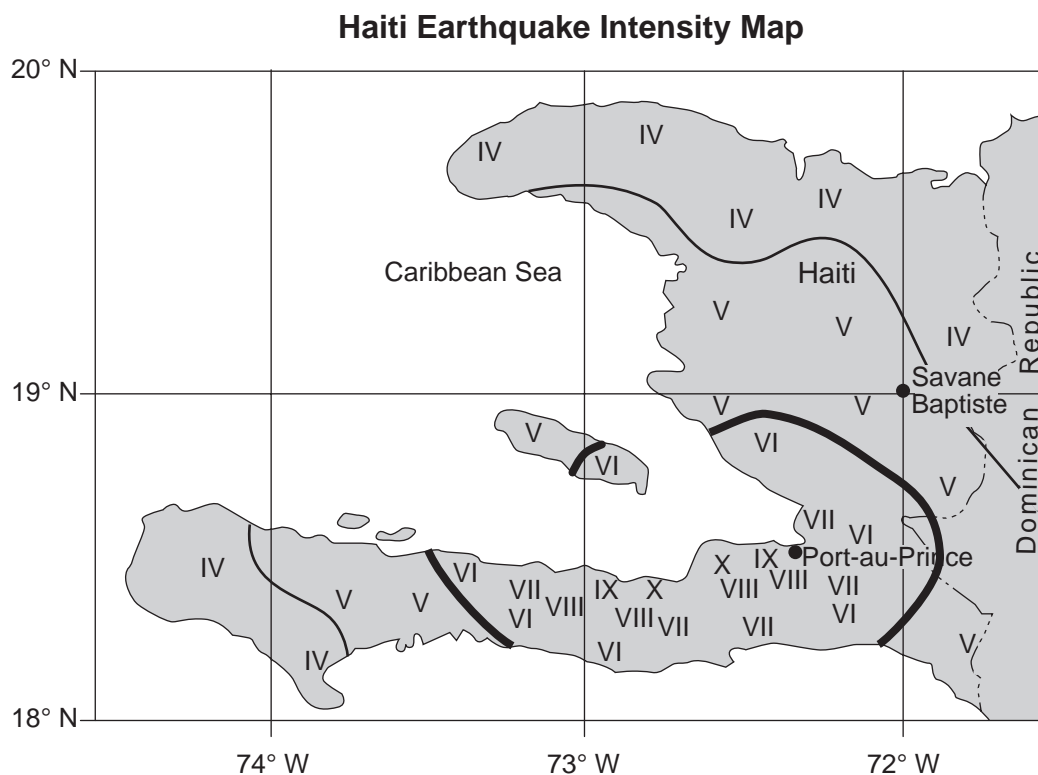 Haiti Earthquake Intensity Map
20° N
IV
IV
IV
IV
Caribbean Sea
Haiti
Dominican Republic
V
V
IV
19° N
Savane
Baptiste
V
V
V
VI
VI
V
VII
VI
IV
VI
X
IX
Port-au-Prince
VII
IX
X
VIII
VIII
VII
V
V
VI
VIII
VIII
VII
VII
VI
IV
VI
V
18° N
74° W
73° W
72° W